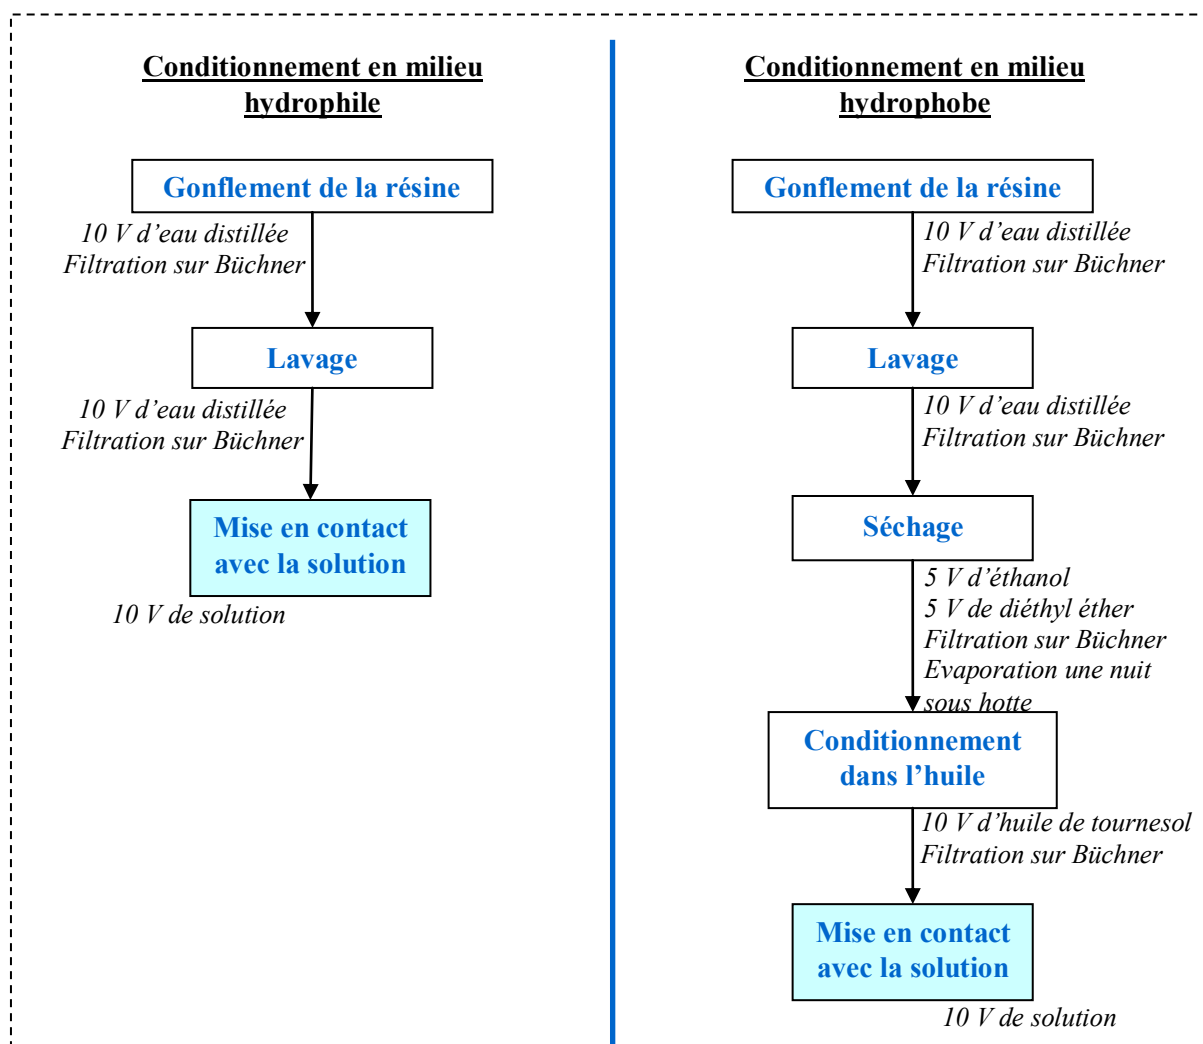 Conditionnement en milieu
hydrophile
Gonflement de la résine
10 V d’eau distillée
Filtration sur Büchner
Lavage
10 V d’eau distillée
Filtration sur Büchner
Mise en contact
avec la solution
10 V de solution
Conditionnement en milieu
hydrophobe
Gonflement de la résine
10 V d’eau distillée
Filtration sur Büchner
Lavage
10 V d’eau distillée
Filtration sur Büchner
Séchage
5 V d’éthanol
5 V de diéthyl éther
Filtration sur Büchner
Evaporation une nuit
sous hotte
Conditionnement
dans l’huile
10 V d’huile de tournesol
Filtration sur Büchner
Mise en contact
avec la solution
10 V de solution